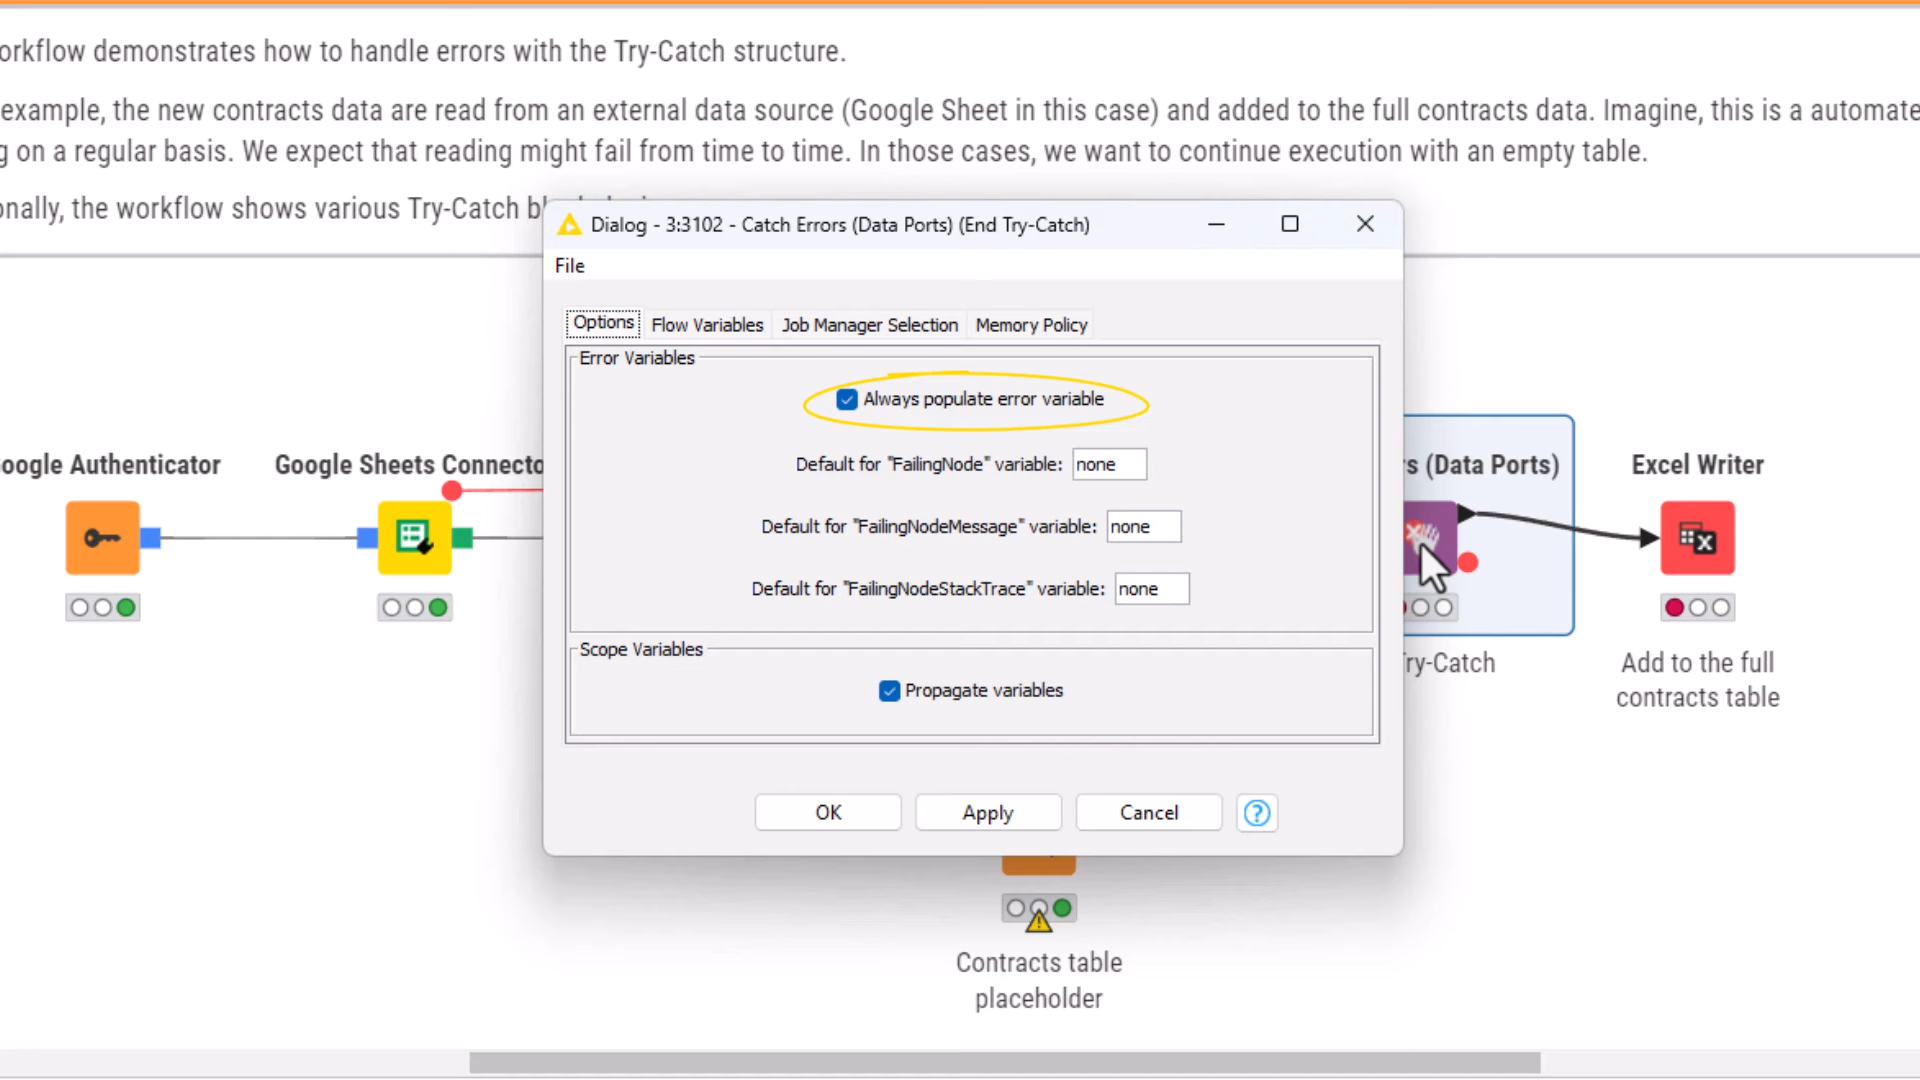 orkflow demonstrates how to handle errors with the Try-Catch structure.
example, the new contracts data are read from an external data source (Google Sheet in this case) and added to the full contracts data. Imagine, this is a automate
g on a regular basis. We expect that reading might fail from time to time. In those cases, we want to continue execution with an empty table.
onally, the workflow shows various Try-Catch bl
Dialog - 3:3102 - Catch Errors (Data Ports) (End Try-Catch)
File
Options Flow Variables Job Manager Selection Memory Policy
Error Variables
Always populate error variable
Default for "FailingNode" variable: none
Default for "FailingNodeMessage" variable: none
Default for "FailingNodeStackTrace" variable: none
Scope Variables
Propagate variables
OK Apply Cancel ?
oogle Authenticator
Google Sheets Connecto
s (Data Ports)
Excel Writer
Try-Catch
Add to the full
contracts table
Contracts table
placeholder